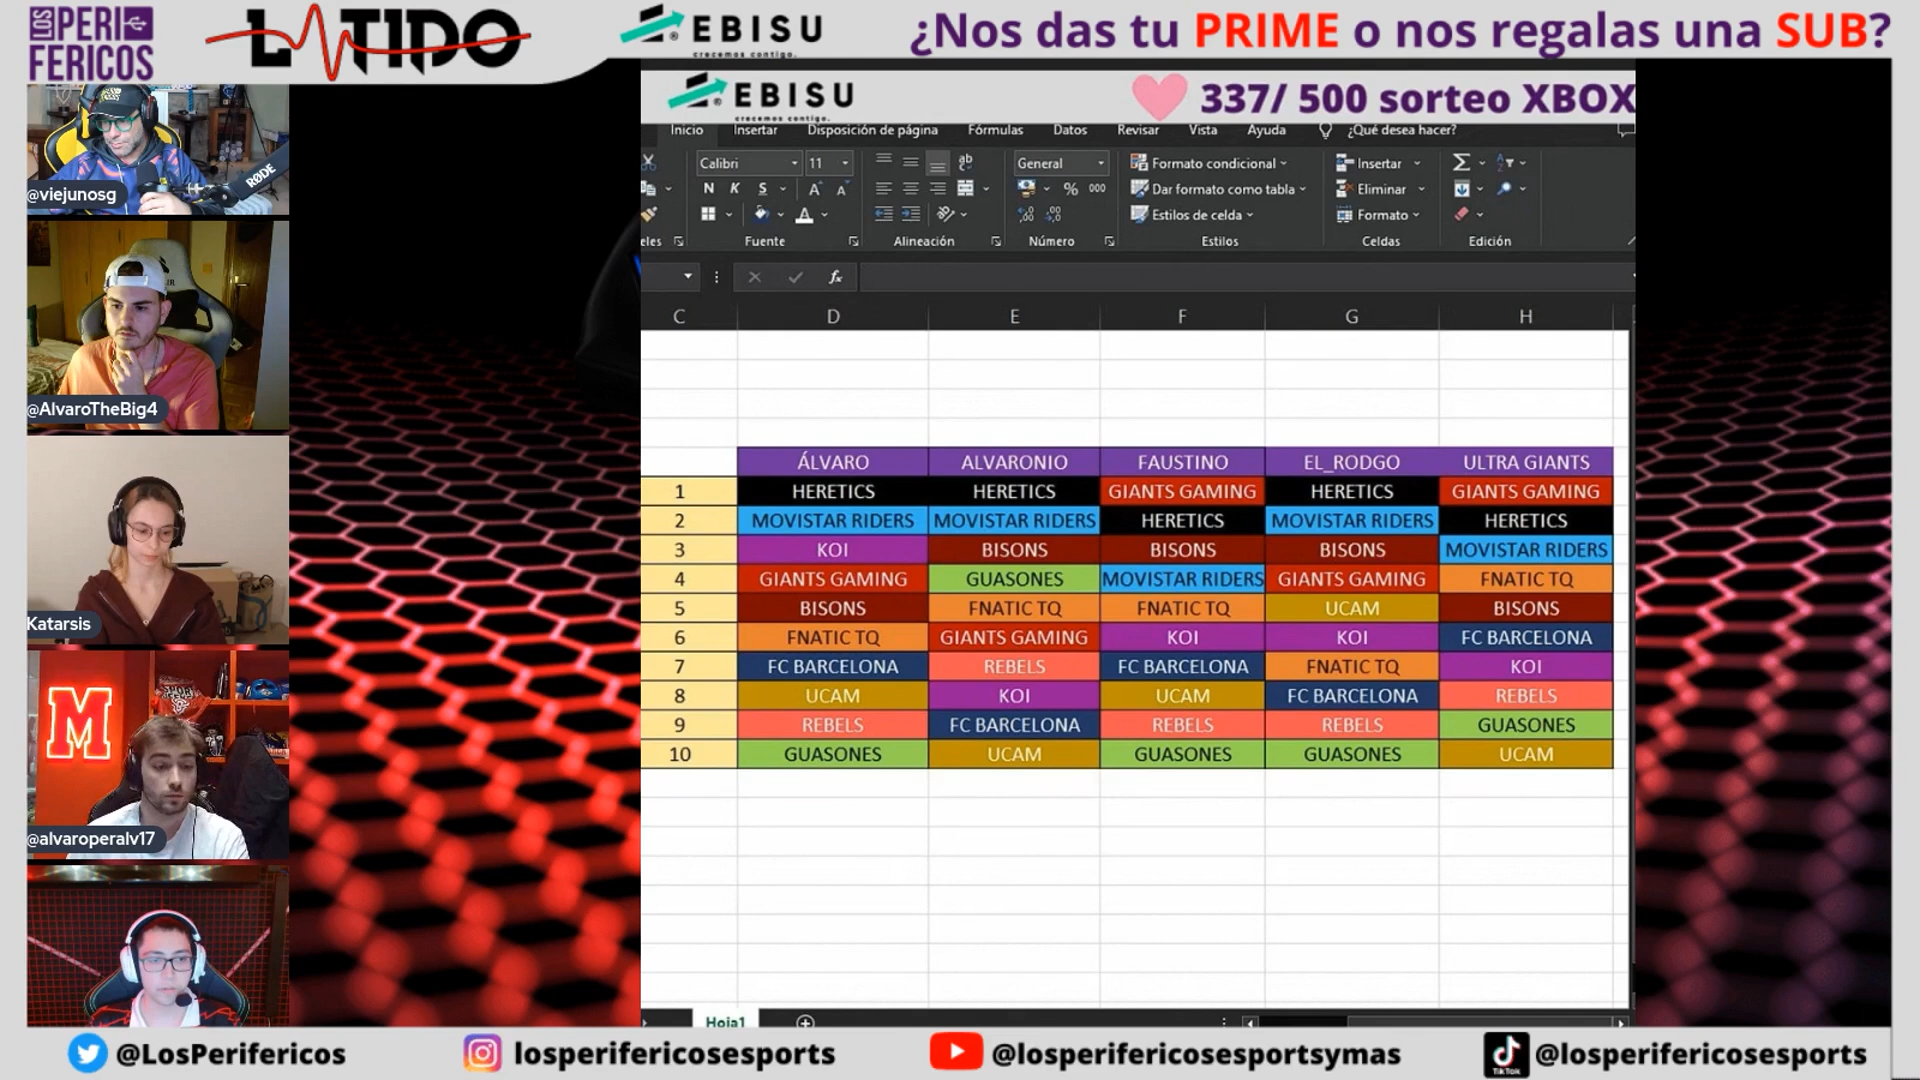 LOS PERI FERICOS
LATIDO
EBISU
crecemos contigo.
¿Nos das tu PRIME o nos regalas una SUB?
EBISU
crecemos contigo.
337/ 500 sorteo XBOX
Inicio Insertar Disposición de página Fórmulas Datos Revisar Vista Ayuda ¿Qué desea hacer?
Calibri 11 ab General Formato condicional Insertar
N K S A A % 000 Dar formato como tabla Eliminar
A Estilos de celda Formato
eles Fuente Alineación Número Estilos Celdas Edición
fx
C D E F G H
ÁLVARO ALVARONIO FAUSTINO EL_RODGO ULTRA GIANTS
1 HERETICS HERETICS GIANTS GAMING HERETICS GIANTS GAMING
2 MOVISTAR RIDERS MOVISTAR RIDERS HERETICS MOVISTAR RIDERS HERETICS
3 KOI BISONS BISONS BISONS MOVISTAR RIDERS
4 GIANTS GAMING GUASONES MOVISTAR RIDERS GIANTS GAMING FNATIC TQ
5 BISONS FNATIC TQ FNATIC TQ UCAM BISONS
6 FNATIC TQ GIANTS GAMING KOI KOI FC BARCELONA
7 FC BARCELONA REBELS FC BARCELONA FNATIC TQ KOI
8 UCAM KOI UCAM FC BARCELONA REBELS
9 REBELS FC BARCELONA REBELS REBELS GUASONES
10 GUASONES UCAM GUASONES GUASONES UCAM
Hoja1
@viejunosg
RØDE
@AlvaroTheBig4
Katarsis
M
@alvaroperalv17
@LosPerifericos
losperifericosesports
@losperifericosesportsymas
TikTok
@losperifericosesports